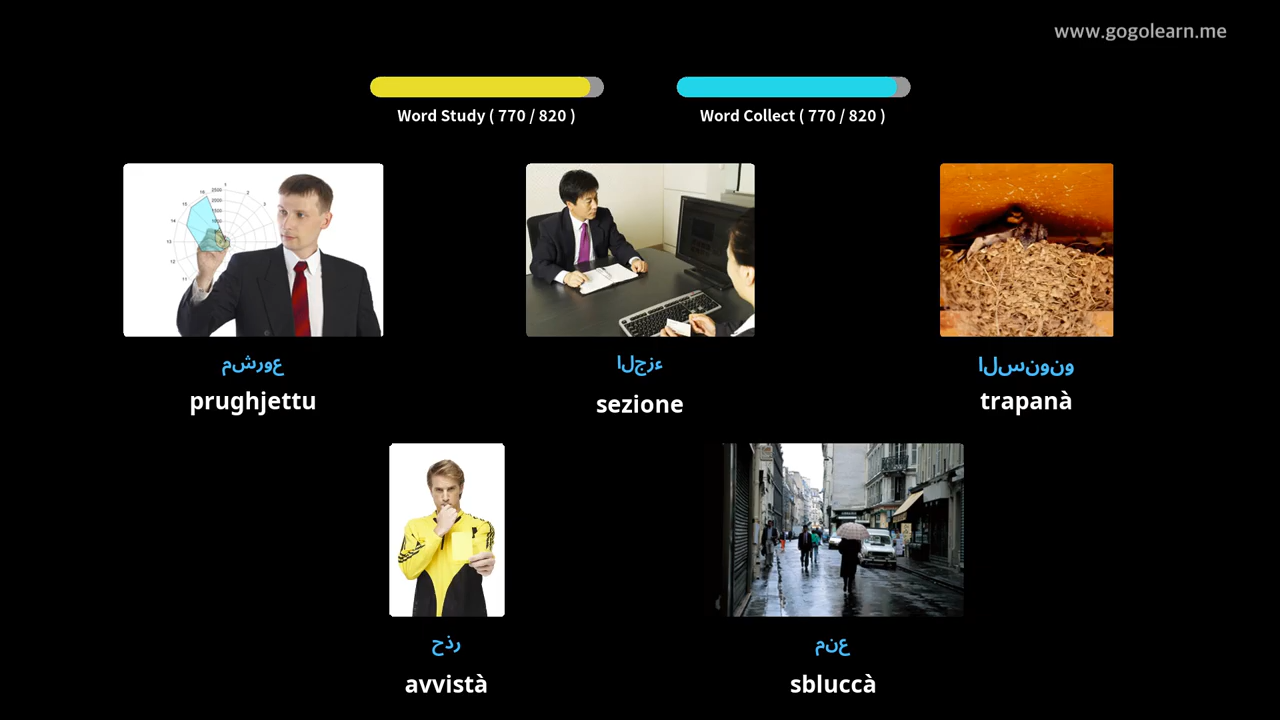 www.gogolearn.me
Word Study ( 770 / 820 )
Word Collect ( 770 / 820 )
مشروع
prughjettu
الجزء
sezione
السنونو
trapanà
حذر
avvistà
منع
sbluccà